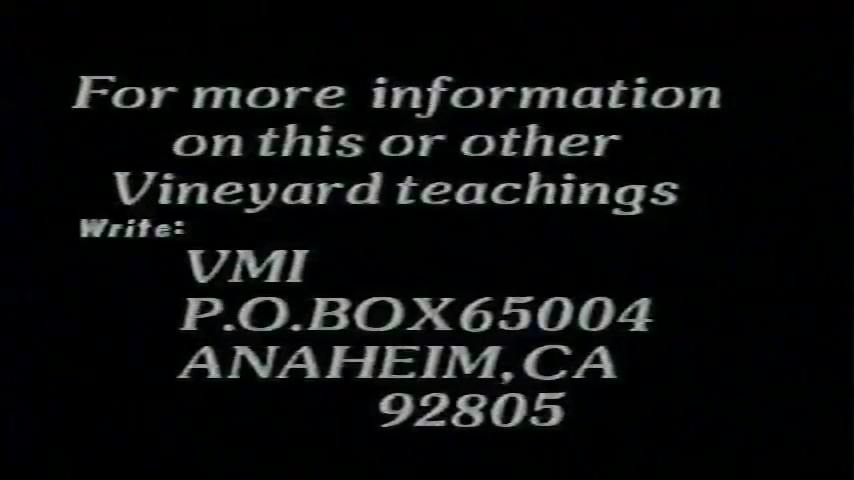 For more information
on this or other
Vineyard teachings
Write:
VMI
P.O.BOX65004
ANAHEIM,CA
92805